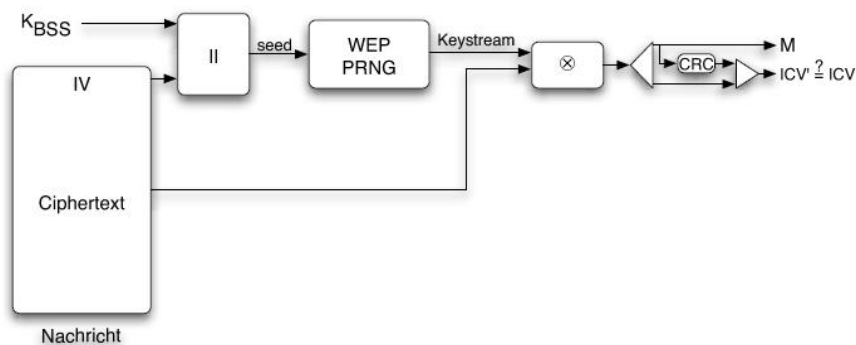 K_BSS
II
seed
WEP
PRNG
Keystream
⊗
CRC
M
ICV' ≟ ICV
IV
Ciphertext
Nachricht